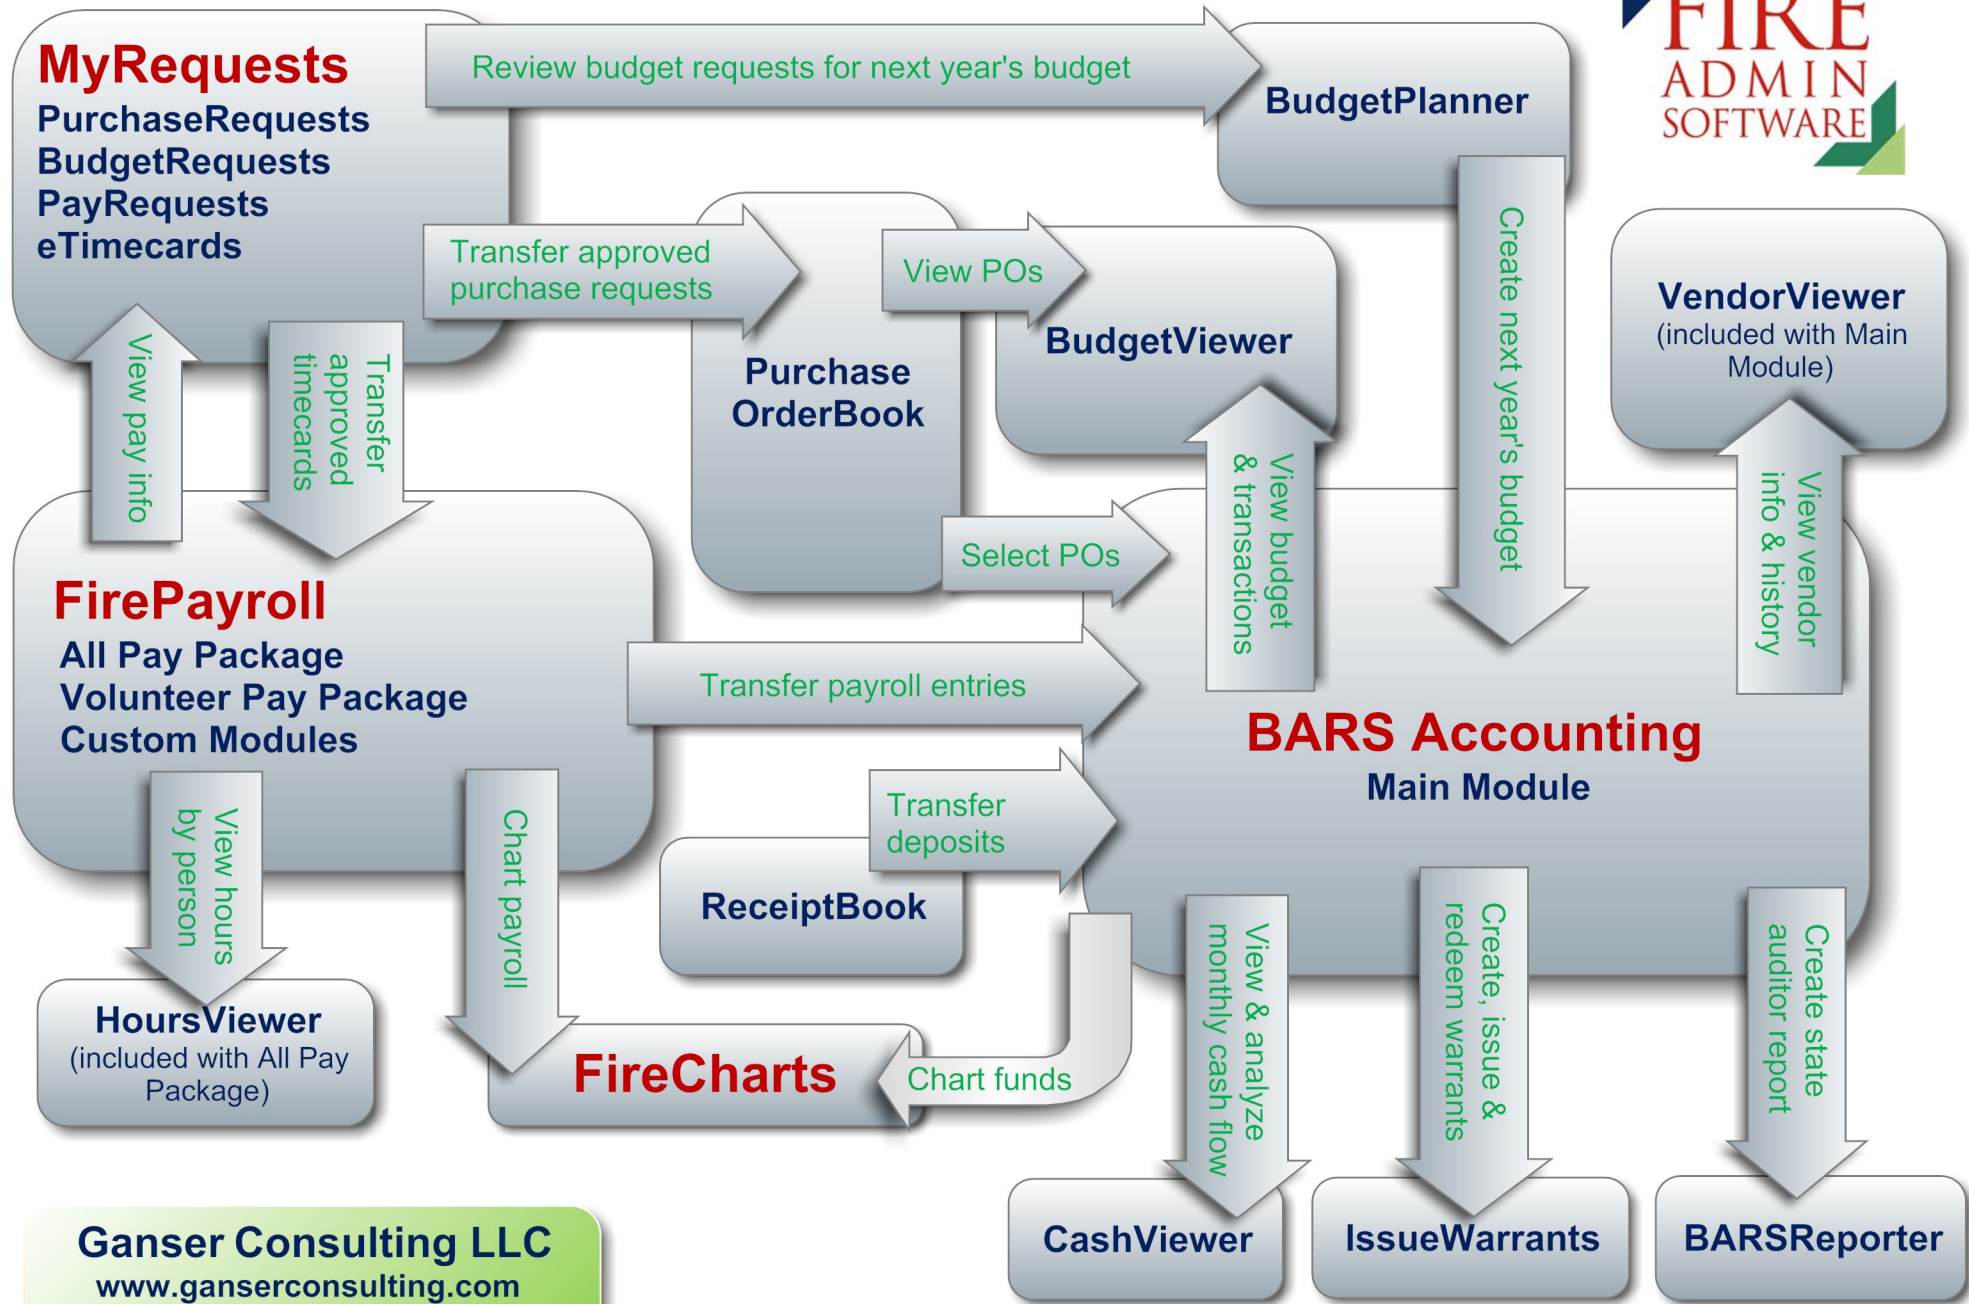 MyRequests
PurchaseRequests
BudgetRequests
PayRequests
eTimecards
Review budget requests for next year's budget
BudgetPlanner
FIRE
ADMIN
SOFTWARE
Transfer approved
purchase requests
Purchase
OrderBook
View POs
BudgetViewer
Create next year's budget
VendorViewer
(included with Main
Module)
View pay info
Transfer
approved
timecards
Select POs
View budget
& transactions
View vendor
info & history
FirePayroll
All Pay Package
Volunteer Pay Package
Custom Modules
Transfer payroll entries
BARS Accounting
Main Module
Transfer
deposits
ReceiptBook
View hours
by person
Chart payroll
HoursViewer
(included with All Pay
Package)
FireCharts
Chart funds
View & analyze
monthly cash flow
Create, issue &
redeem warrants
Create state
auditor report
CashViewer
IssueWarrants
BARSReporter
Ganser Consulting LLC
www.ganserconsulting.com